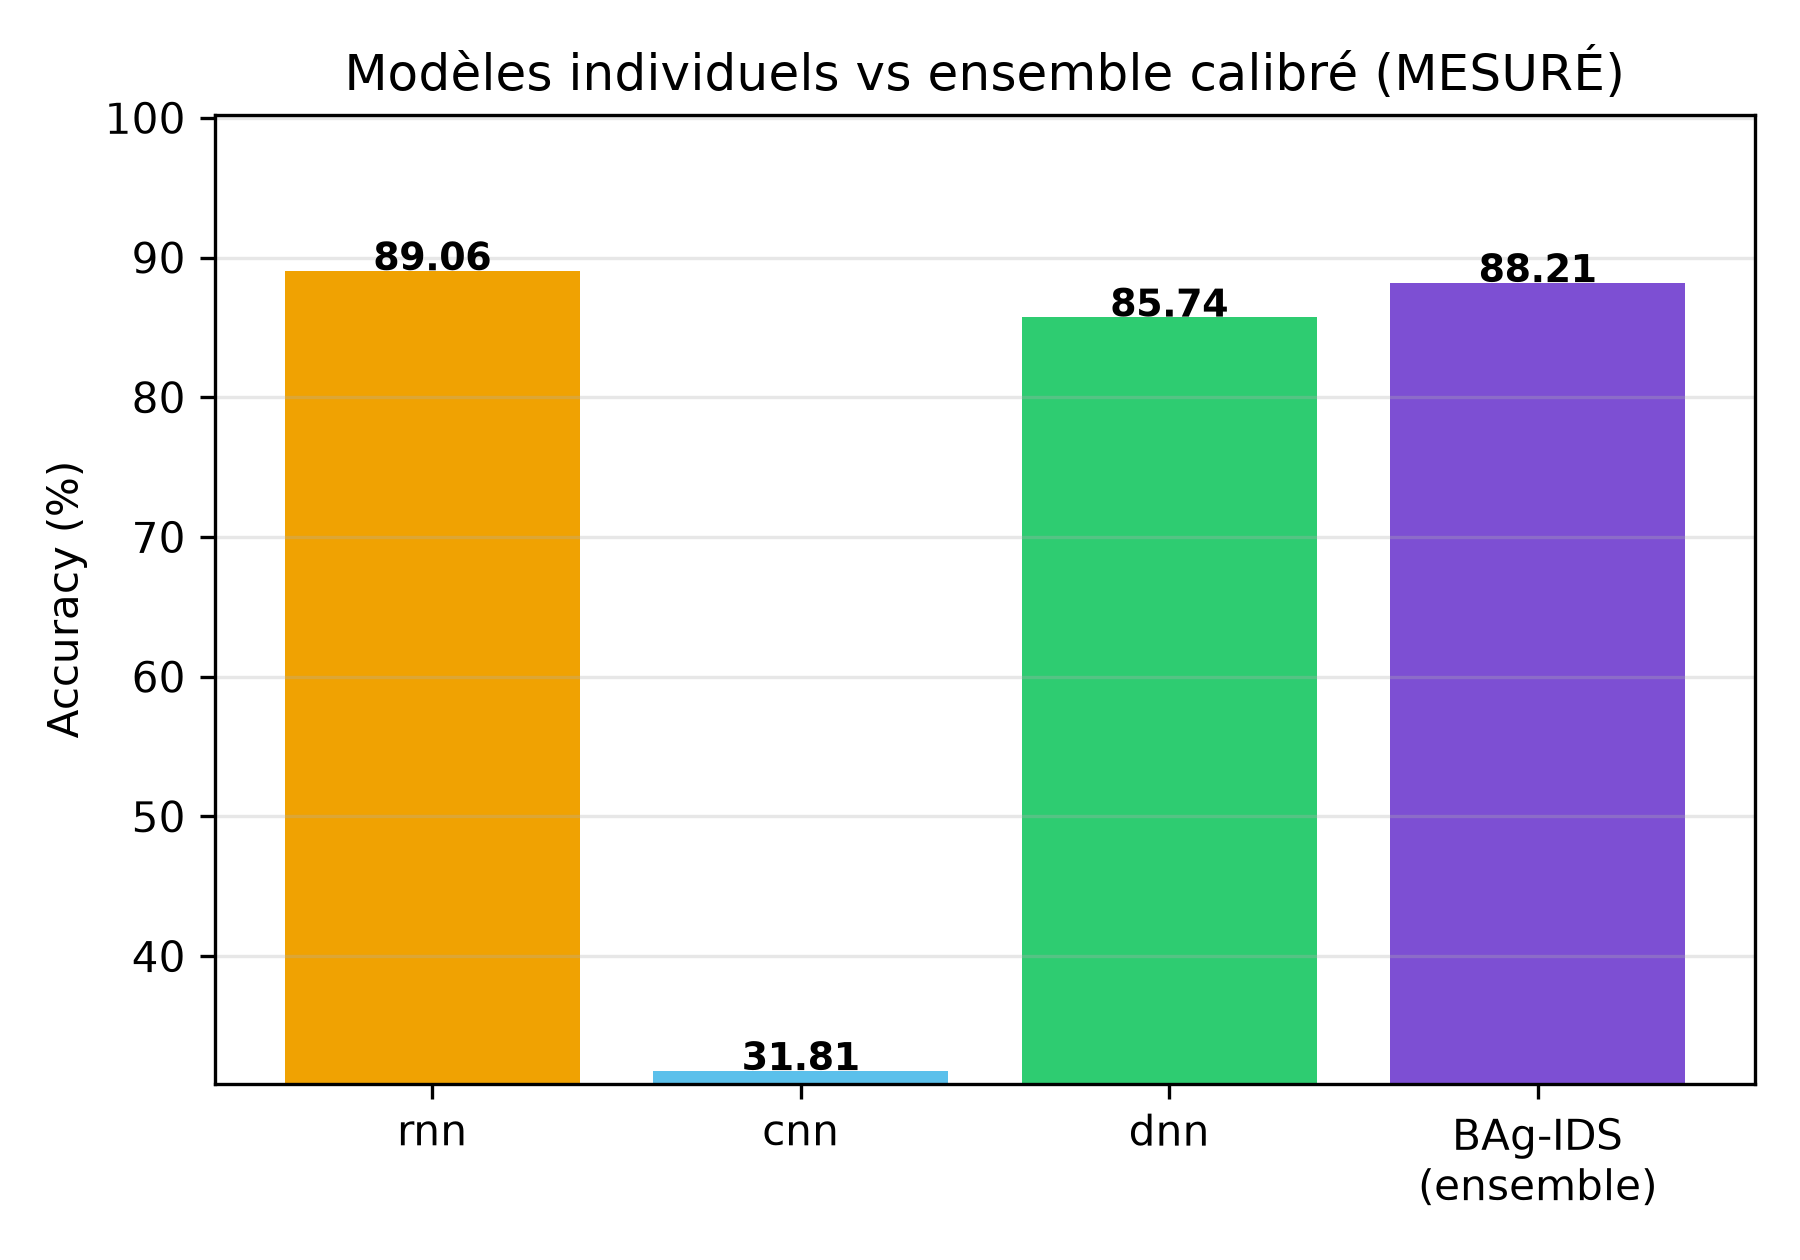 Modèles individuels vs ensemble calibré (MESURÉ)
Accuracy (%)
100
90
80
70
60
50
40
89.06
31.81
85.74
88.21
rnn
cnn
dnn
BAg-IDS
(ensemble)